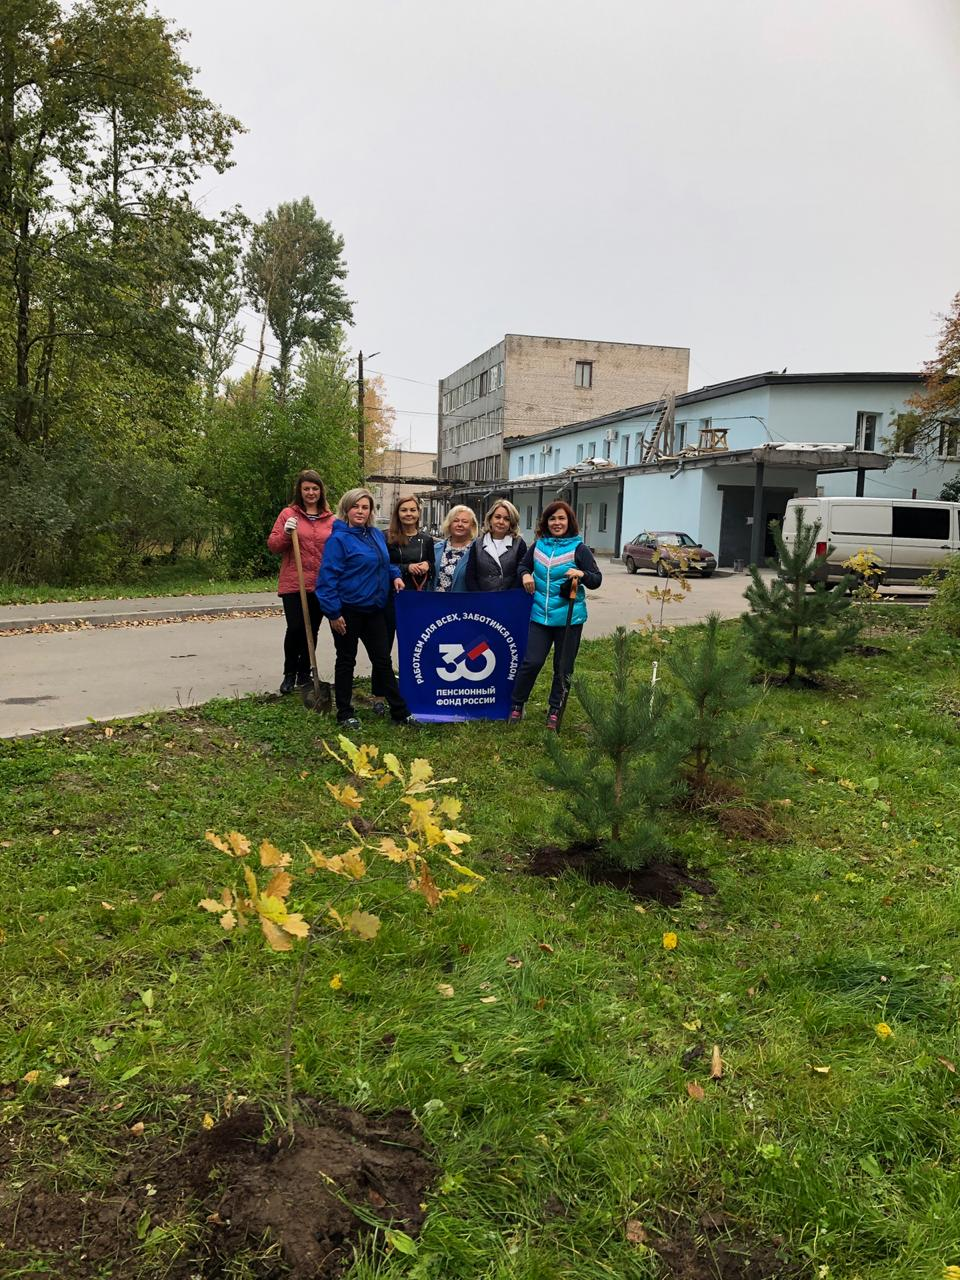 РАБОТАЕМ ДЛЯ ВСЕХ, ЗАБОТИМСЯ О КАЖДОМ
30
ПЕНСИОННЫЙ
ФОНД РОССИИ